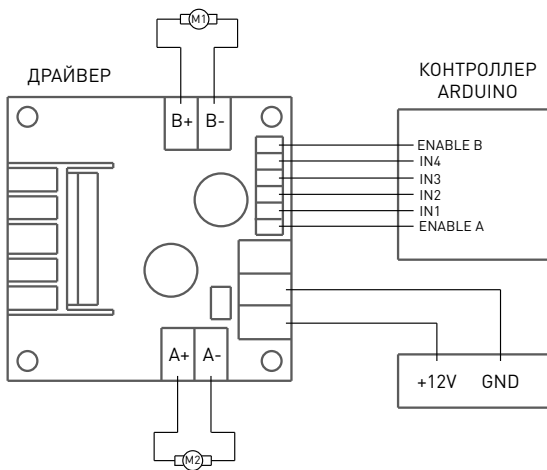 M1
ДРАЙВЕР
КОНТРОЛЛЕР
ARDUINO
B+ B-
ENABLE B
IN4
IN3
IN2
IN1
ENABLE A
A+ A-
+12V GND
M2